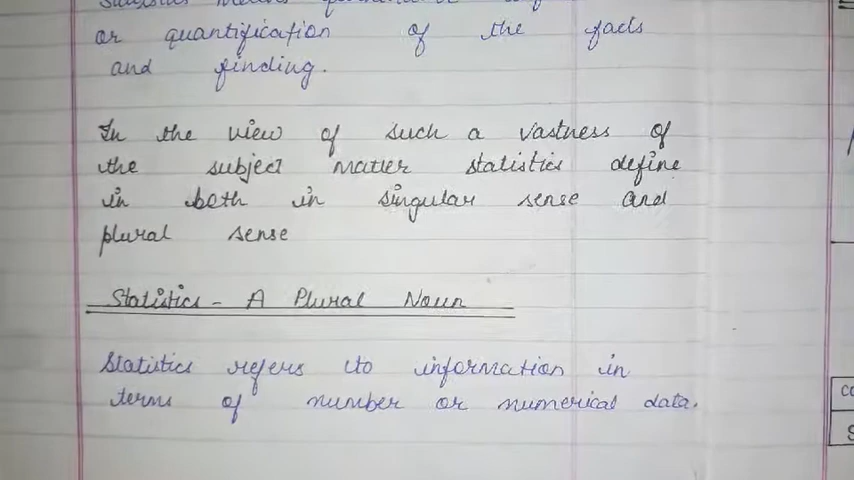 or quantification of the facts
and finding.
In the view of such a vastness of
the subject matter statistics define
in both in singular sense and
plural sense
Statistics - A Plural Noun
Statistics refers to information in
terms of number or numerical data.